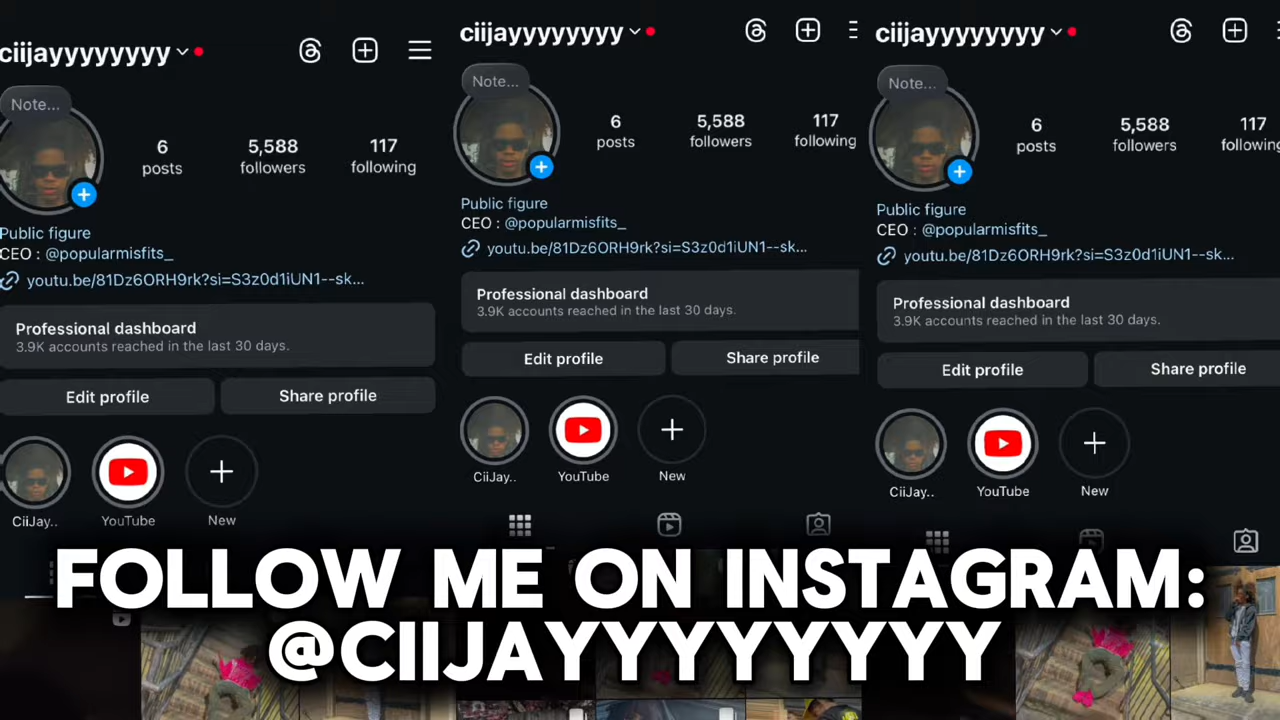 ciijayyyyyyyy
Note...
6
posts
5,588
followers
117
following
Public figure
CEO : @popularmisfits_
youtu.be/81Dz6ORH9rk?si=S3z0d1iUN1--sk...
Professional dashboard
3.9K accounts reached in the last 30 days.
Edit profile
Share profile
CiiJay..
YouTube
New
ciijayyyyyyyy
Note...
6
posts
5,588
followers
117
following
Public figure
CEO : @popularmisfits_
youtu.be/81Dz6ORH9rk?si=S3z0d1iUN1--sk...
Professional dashboard
3.9K accounts reached in the last 30 days.
Edit profile
Share profile
CiiJay..
YouTube
New
ciijayyyyyyyy
Note...
6
posts
5,588
followers
117
following
Public figure
CEO : @popularmisfits_
youtu.be/81Dz6ORH9rk?si=S3z0d1iUN1--sk...
Professional dashboard
3.9K accounts reached in the last 30 days.
Edit profile
Share profile
CiiJay..
YouTube
New
FOLLOW ME ON INSTAGRAM:
@CIIJAYYYYYYYYY